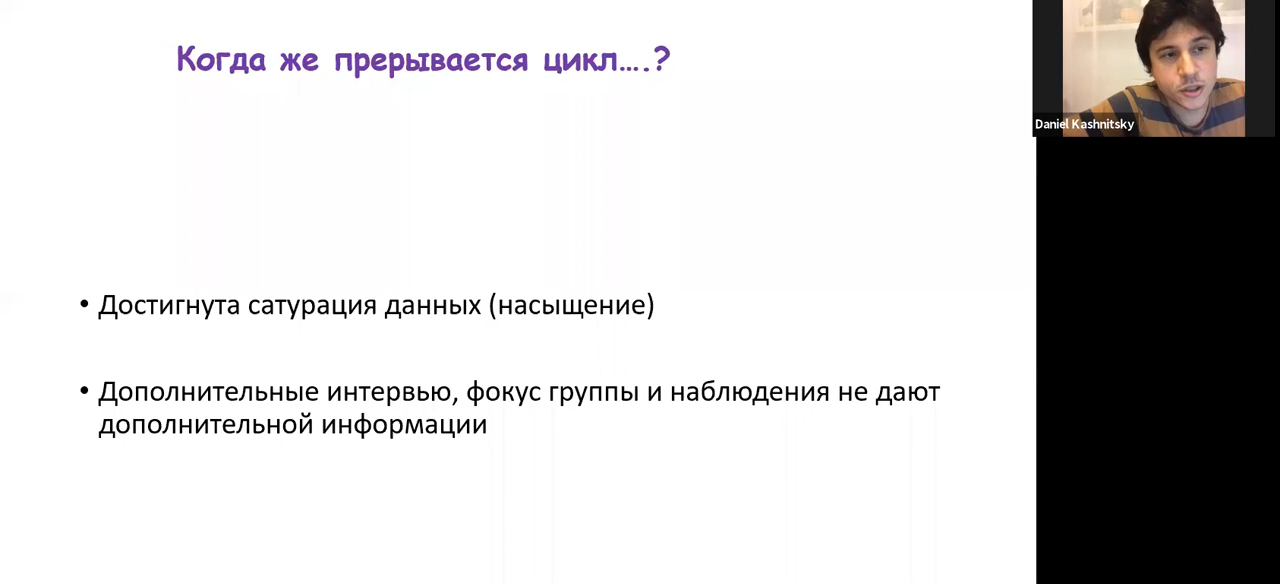 Когда же прерывается цикл….?
Daniel Kashnitsky
• Достигнута сатурация данных (насыщение)
• Дополнительные интервью, фокус группы и наблюдения не дают
дополнительной информации